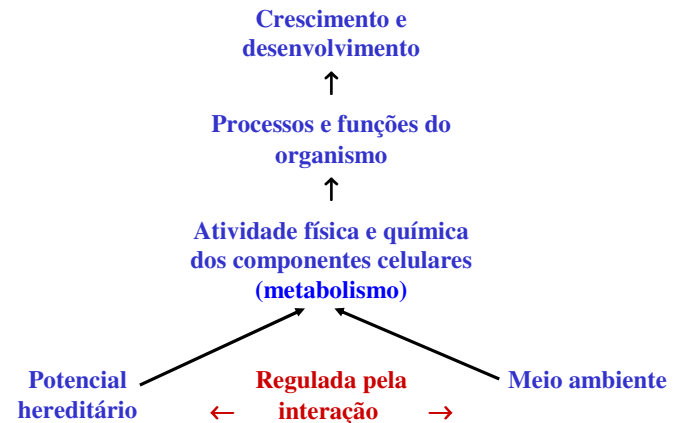 Crescimento e
desenvolvimento
↑
Processos e funções do
organismo
↑
Atividade física e química
dos componentes celulares
(metabolismo)
Potencial
hereditário
← Regulada pela
interação →
Meio ambiente